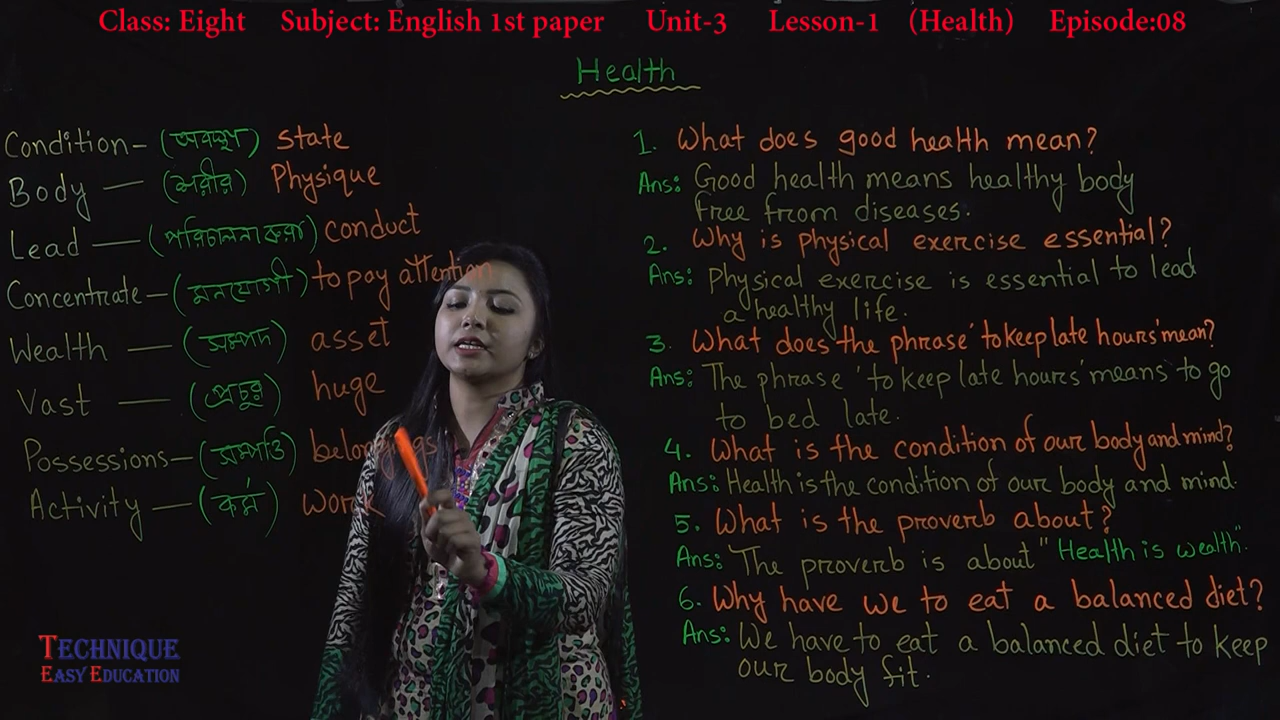 Class: Eight Subject: English 1st paper Unit-3 Lesson-1 (Health) Episode:08
Health
Condition- (অবস্থা) state
Body — (শরীর) Physique
Lead — (পরিচালনা করা) conduct
Concentrate- (মনযোগী) to pay attention
Wealth — (সম্পদ) asset
Vast — (প্রচুর) huge
Possessions- (সম্পত্তি) belongings
Activity — (কর্ম) work
1. What does good health mean?
Ans: Good health means healthy body
free from diseases.
2. Why is physical exercise essential?
Ans: Physical exercise is essential to lead
a healthy life.
3. What does the phrase 'to keep late hours' mean?
Ans: The phrase 'to keep late hours' means to go
to bed late.
4. What is the condition of our body and mind?
Ans: Health is the condition of our body and mind.
5. What is the proverb about?
Ans: The proverb is about "Health is wealth".
6. Why have we to eat a balanced diet?
Ans: We have to eat a balanced diet to keep
our body fit.
TECHNIQUE
EASY EDUCATION